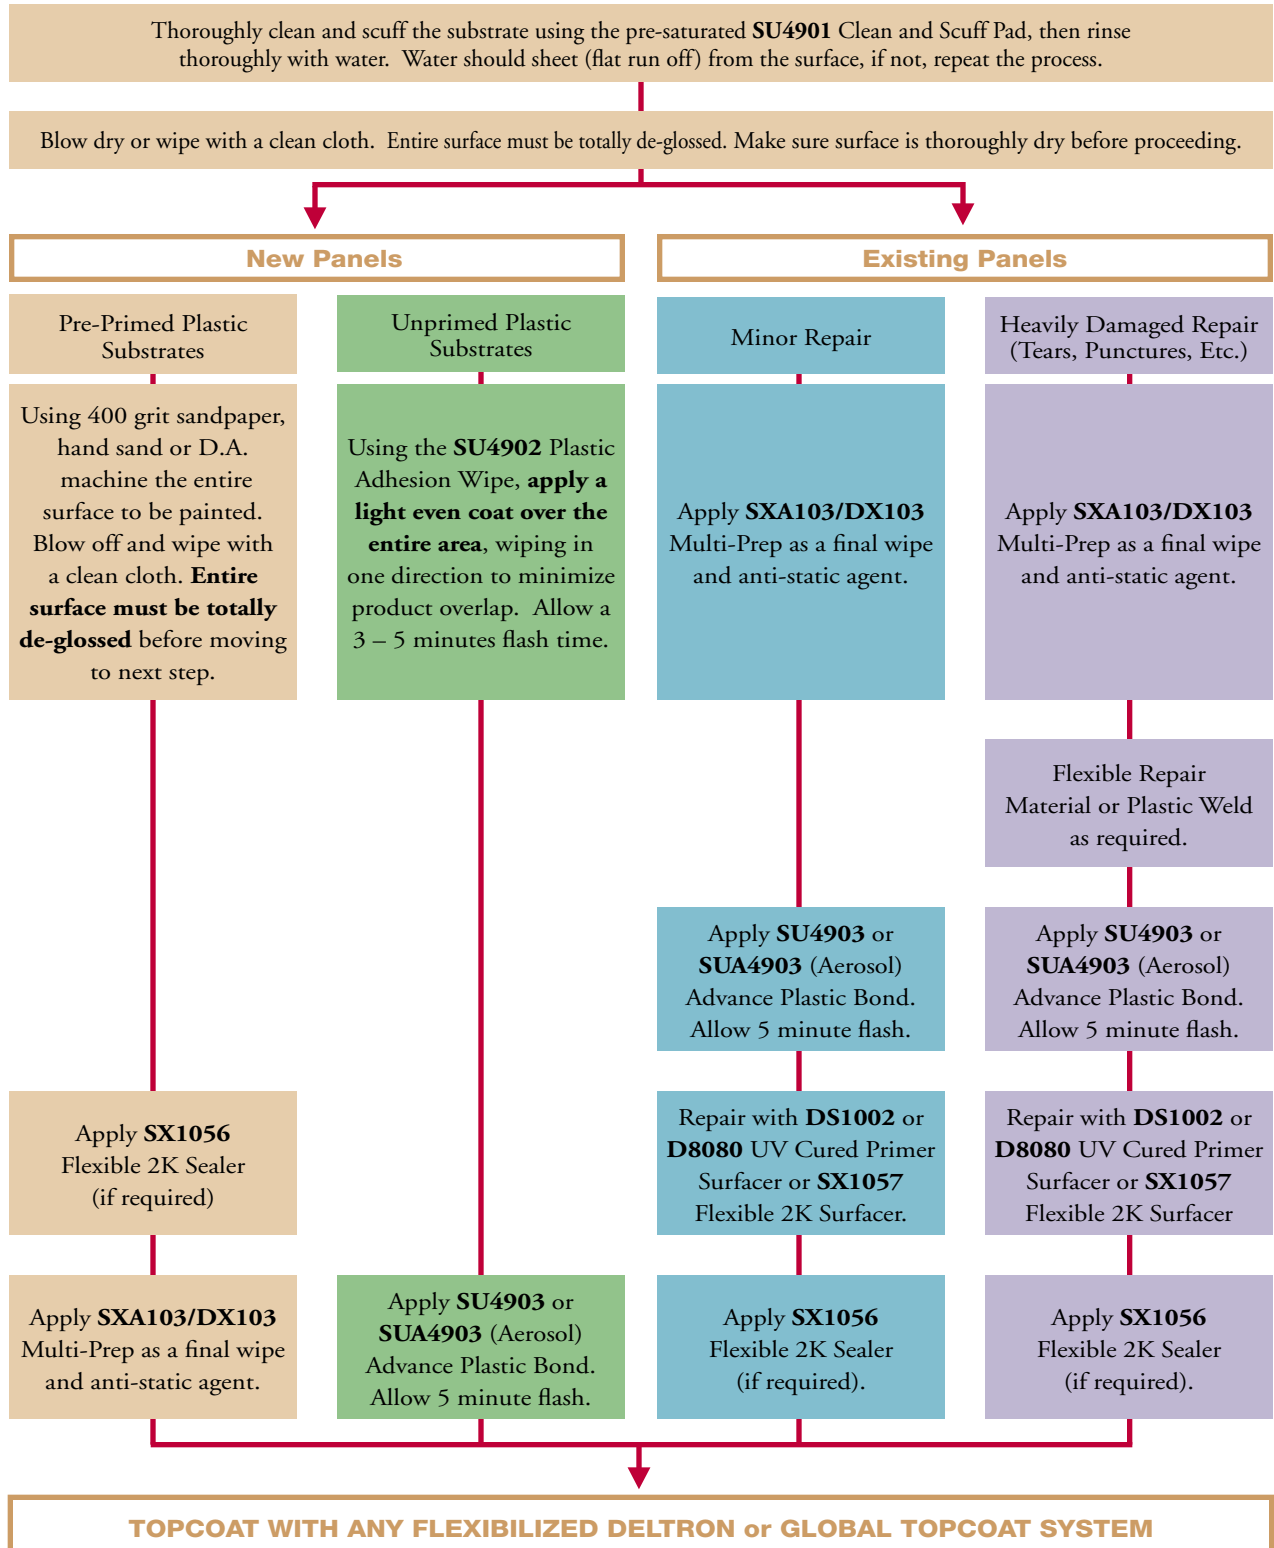 Thoroughly clean and scuff the substrate using the pre-saturated SU4901 Clean and Scuff Pad, then rinse
thoroughly with water. Water should sheet (flat run off) from the surface, if not, repeat the process.
Blow dry or wipe with a clean cloth. Entire surface must be totally de-glossed. Make sure surface is thoroughly dry before proceeding.
New Panels
Existing Panels
Pre-Primed Plastic
Substrates
Using 400 grit sandpaper,
hand sand or D.A.
machine the entire
surface to be painted.
Blow off and wipe with
a clean cloth. Entire
surface must be totally
de-glossed before moving
to next step.
Apply SX1056
Flexible 2K Sealer
(if required)
Apply SXA103/DX103
Multi-Prep as a final wipe
and anti-static agent.
Unprimed Plastic
Substrates
Using the SU4902 Plastic
Adhesion Wipe, apply a
light even coat over the
entire area, wiping in
one direction to minimize
product overlap. Allow a
3 – 5 minutes flash time.
Apply SU4903 or
SUA4903 (Aerosol)
Advance Plastic Bond.
Allow 5 minute flash.
Minor Repair
Apply SXA103/DX103
Multi-Prep as a final wipe
and anti-static agent.
Apply SU4903 or
SUA4903 (Aerosol)
Advance Plastic Bond.
Allow 5 minute flash.
Repair with DS1002 or
D8080 UV Cured Primer
Surfacer or SX1057
Flexible 2K Surfacer.
Apply SX1056
Flexible 2K Sealer
(if required).
Heavily Damaged Repair
(Tears, Punctures, Etc.)
Apply SXA103/DX103
Multi-Prep as a final wipe
and anti-static agent.
Flexible Repair
Material or Plastic Weld
as required.
Apply SU4903 or
SUA4903 (Aerosol)
Advance Plastic Bond.
Allow 5 minute flash.
Repair with DS1002 or
D8080 UV Cured Primer
Surfacer or SX1057
Flexible 2K Surfacer
Apply SX1056
Flexible 2K Sealer
(if required).
TOPCOAT WITH ANY FLEXIBILIZED DELTRON or GLOBAL TOPCOAT SYSTEM